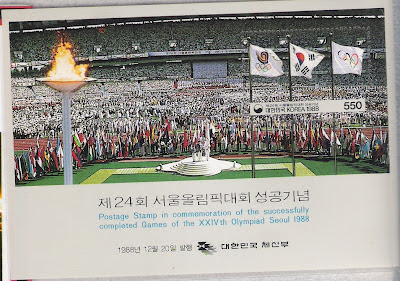 대한민국 KOREA 1988
550
제24회 서울올림픽대회 성공기념
Postage Stamp in commemoration of the successfully
completed Games of the XXIVth Olympiad Seoul 1988
1988년 12월 20일 발행
대한민국 체신부